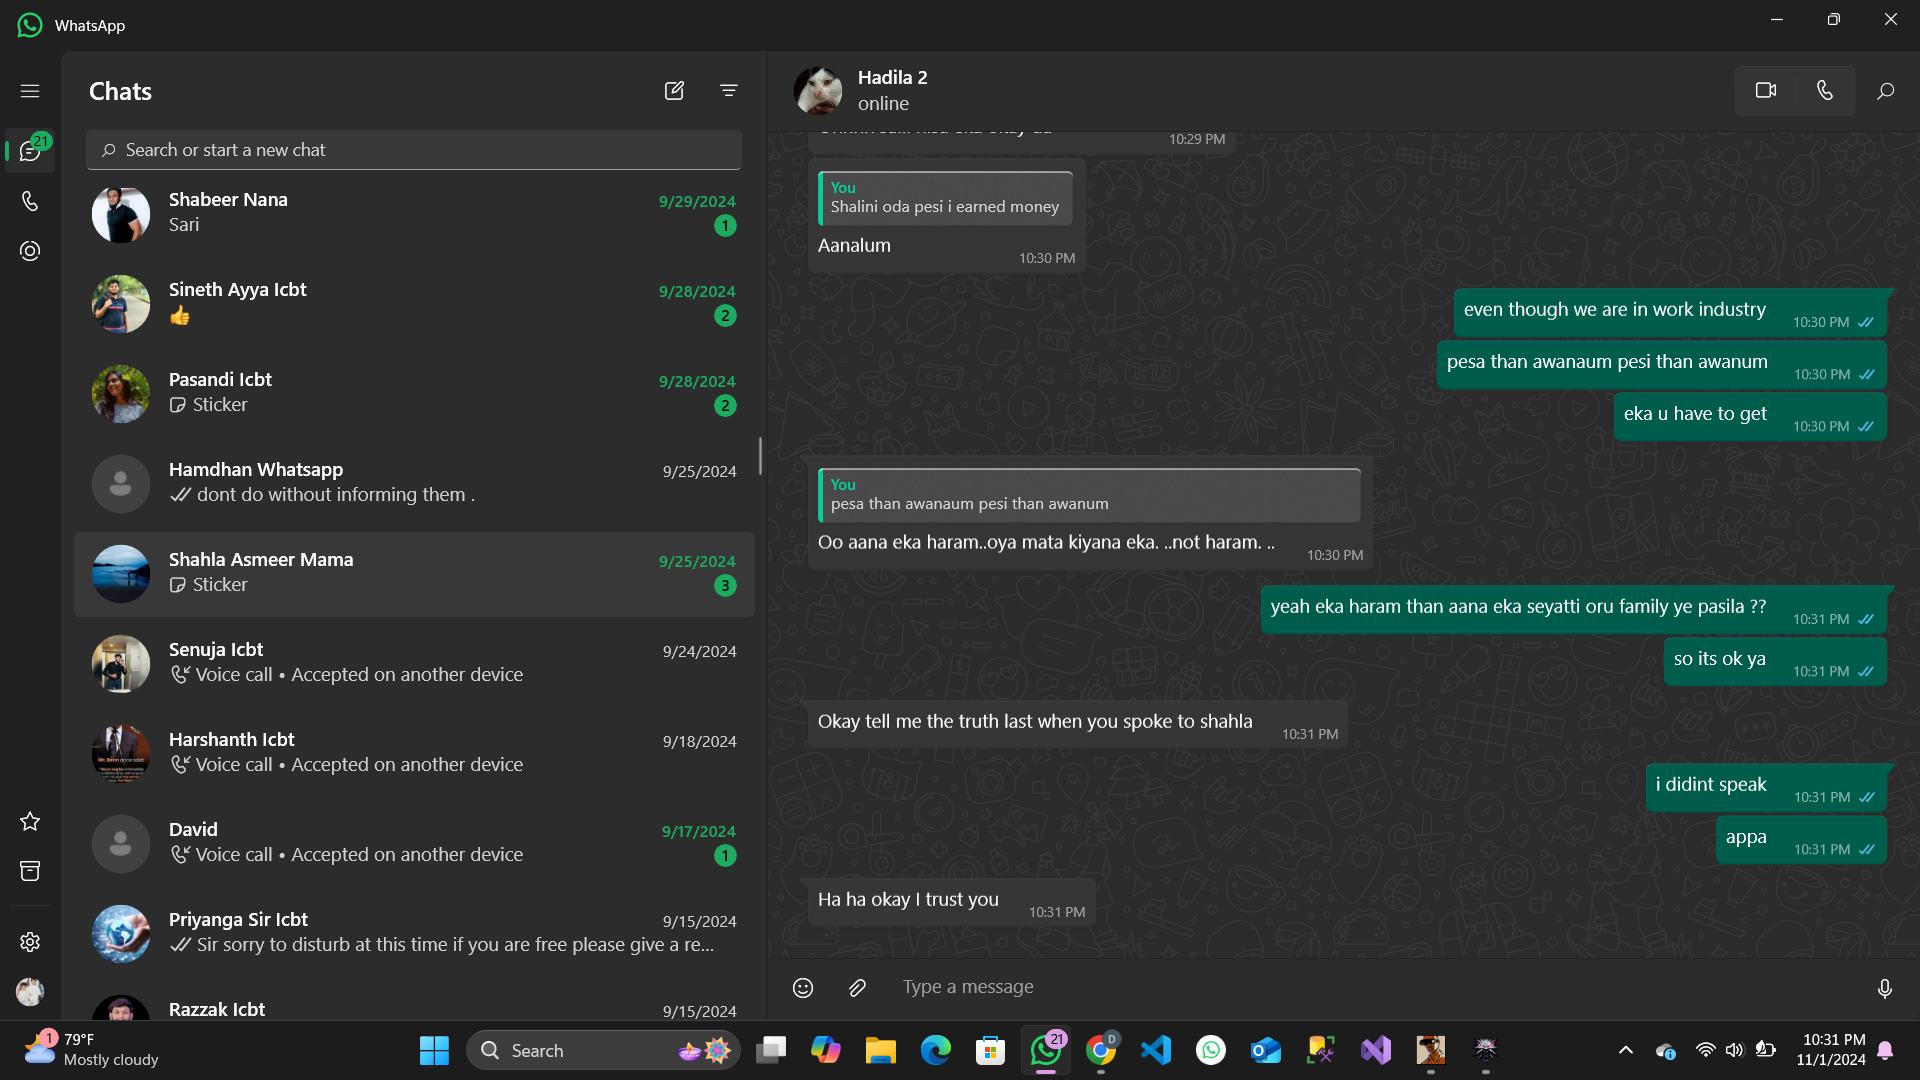 WhatsApp
Chats
21
Search or start a new chat
Shabeer Nana
9/29/2024
Sari
1
Sineth Ayya Icbt
9/28/2024
👍
2
Pasandi Icbt
9/28/2024
Sticker
2
Hamdhan Whatsapp
9/25/2024
dont do without informing them .
Shahla Asmeer Mama
9/25/2024
Sticker
3
Senuja Icbt
9/24/2024
Voice call • Accepted on another device
Harshanth Icbt
9/18/2024
Voice call • Accepted on another device
David
9/17/2024
Voice call • Accepted on another device
1
Priyanga Sir Icbt
9/15/2024
Sir sorry to disturb at this time if you are free please give a re...
Razzak Icbt
9/15/2024
Hadila 2
online
10:29 PM
You
Shalini oda pesi i earned money
Aanalum
10:30 PM
even though we are in work industry
10:30 PM
pesa than awanaum pesi than awanum
10:30 PM
eka u have to get
10:30 PM
You
pesa than awanaum pesi than awanum
Oo aana eka haram..oya mata kiyana eka. ..not haram. ..
10:30 PM
yeah eka haram than aana eka seyatti oru family ye pasila ??
10:31 PM
so its ok ya
10:31 PM
Okay tell me the truth last when you spoke to shahla
10:31 PM
i didint speak
10:31 PM
appa
10:31 PM
Ha ha okay I trust you
10:31 PM
Type a message
1
79°F
Mostly cloudy
Search
21
D
10:31 PM
11/1/2024